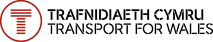 TRAFNIDIAETH CYMRU
TRANSPORT FOR WALES